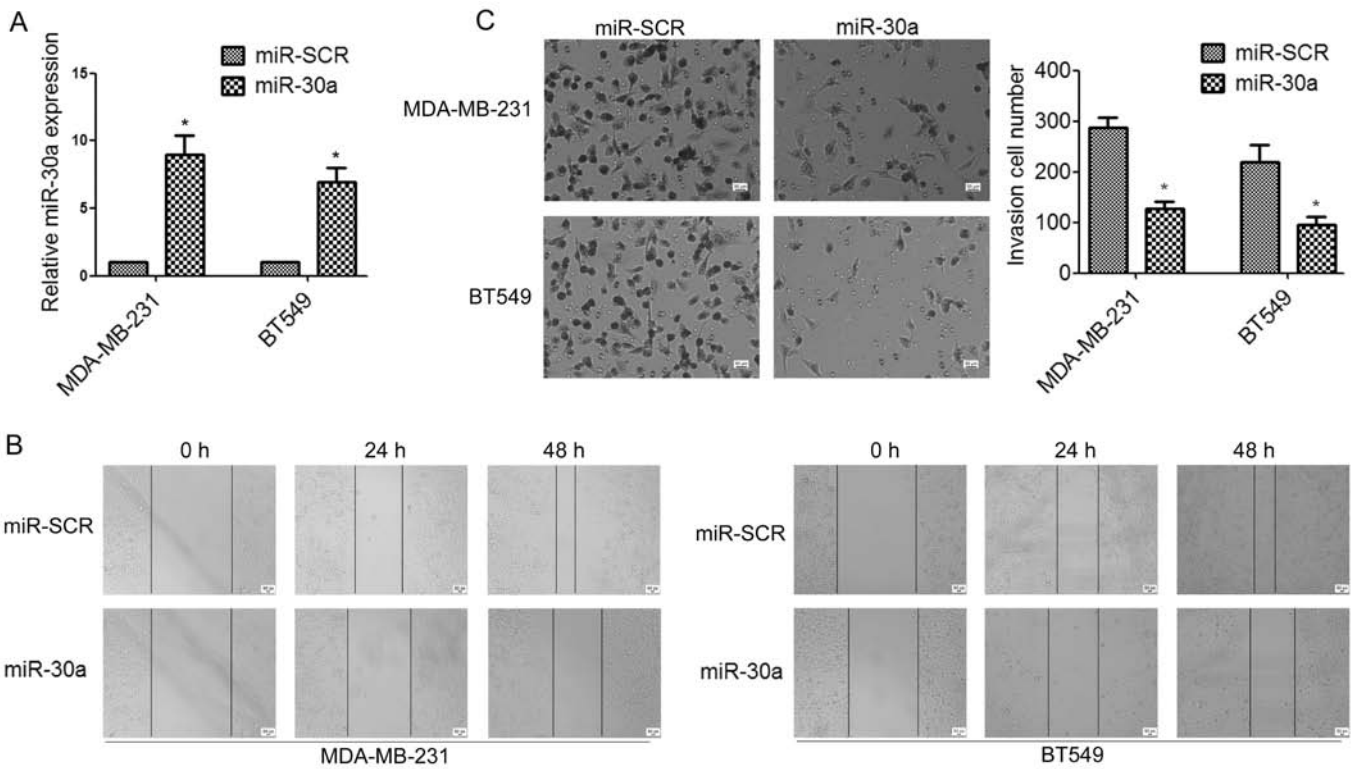 A
miR-SCR
miR-30a
Relative miR-30a expression
15
10
5
0
*
*
MDA-MB-231
BT549
C
miR-SCR
miR-30a
MDA-MB-231
BT549
miR-SCR
miR-30a
Invasion cell number
400
300
200
100
0
*
*
MDA-MB-231
BT549
B
0 h
24 h
48 h
miR-SCR
miR-30a
MDA-MB-231
0 h
24 h
48 h
miR-SCR
miR-30a
BT549